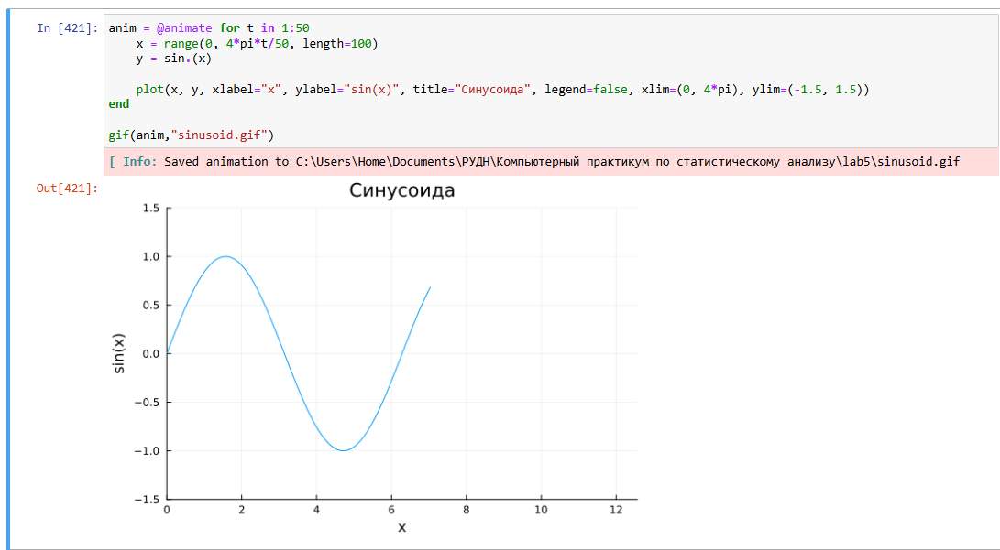 In [421]: anim = @animate for t in 1:50
    x = range(0, 4*pi*t/50, length=100)
    y = sin.(x)
    plot(x, y, xlabel="x", ylabel="sin(x)", title="Синусоида", legend=false, xlim=(0, 4*pi), ylim=(-1.5, 1.5))
end
gif(anim,"sinusoid.gif")
[ Info: Saved animation to C:\Users\Home\Documents\РУДН\Компьютерный практикум по статистическому анализу\lab5\sinusoid.gif
Out[421]:
Синусоида
1.5
1.0
0.5
0.0
−0.5
−1.0
−1.5
sin(x)
0 2 4 6 8 10 12
x